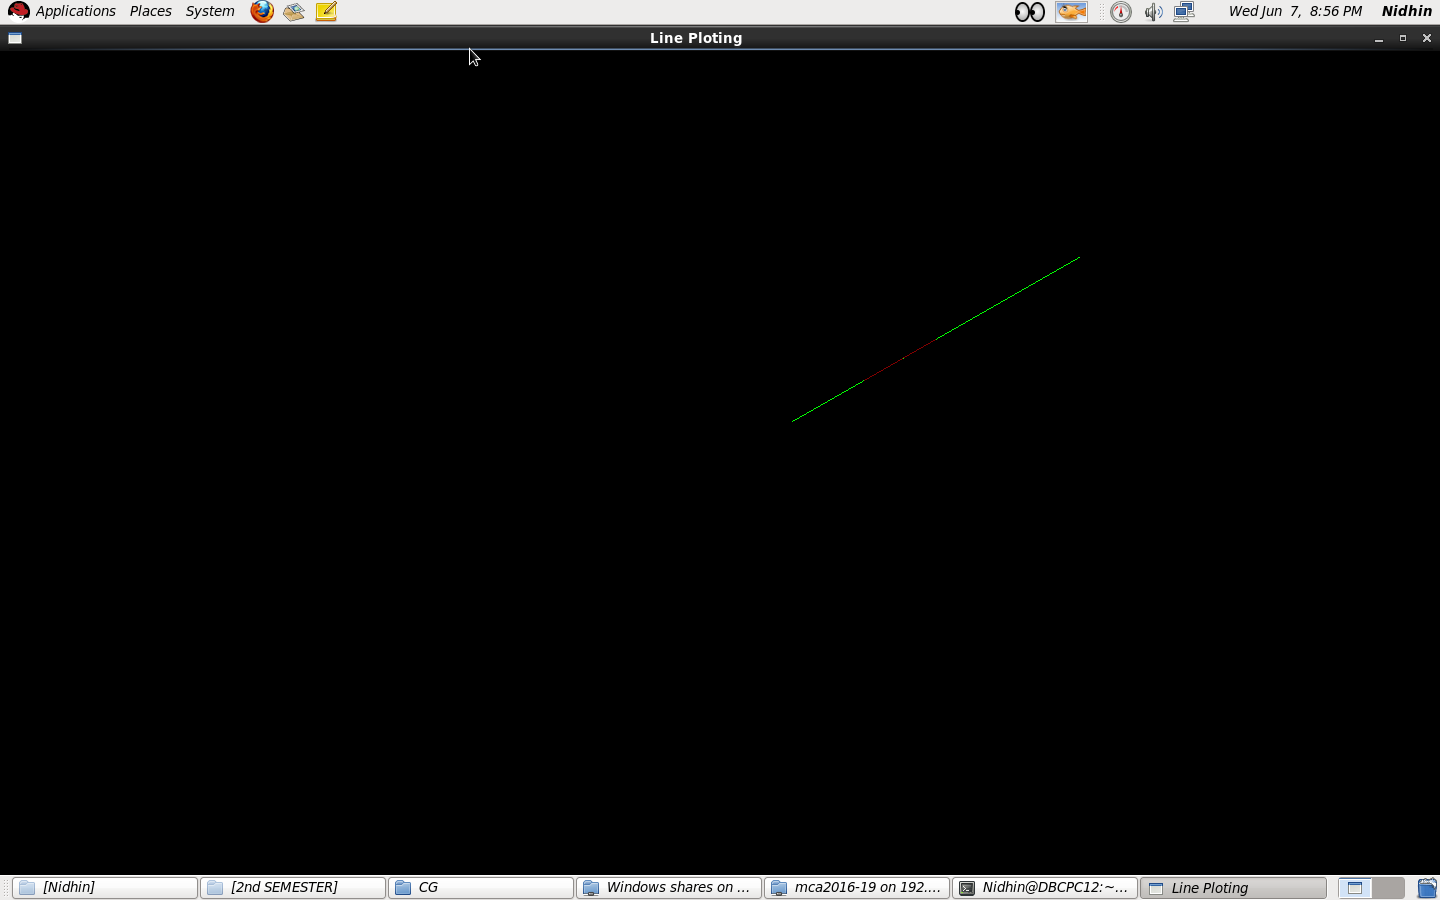 Applications Places System Wed Jun 7, 8:56 PM Nidhin
Line Ploting
[Nidhin] [2nd SEMESTER] CG Windows shares on ... mca2016-19 on 192.... Nidhin@DBCPC12:~... Line Ploting